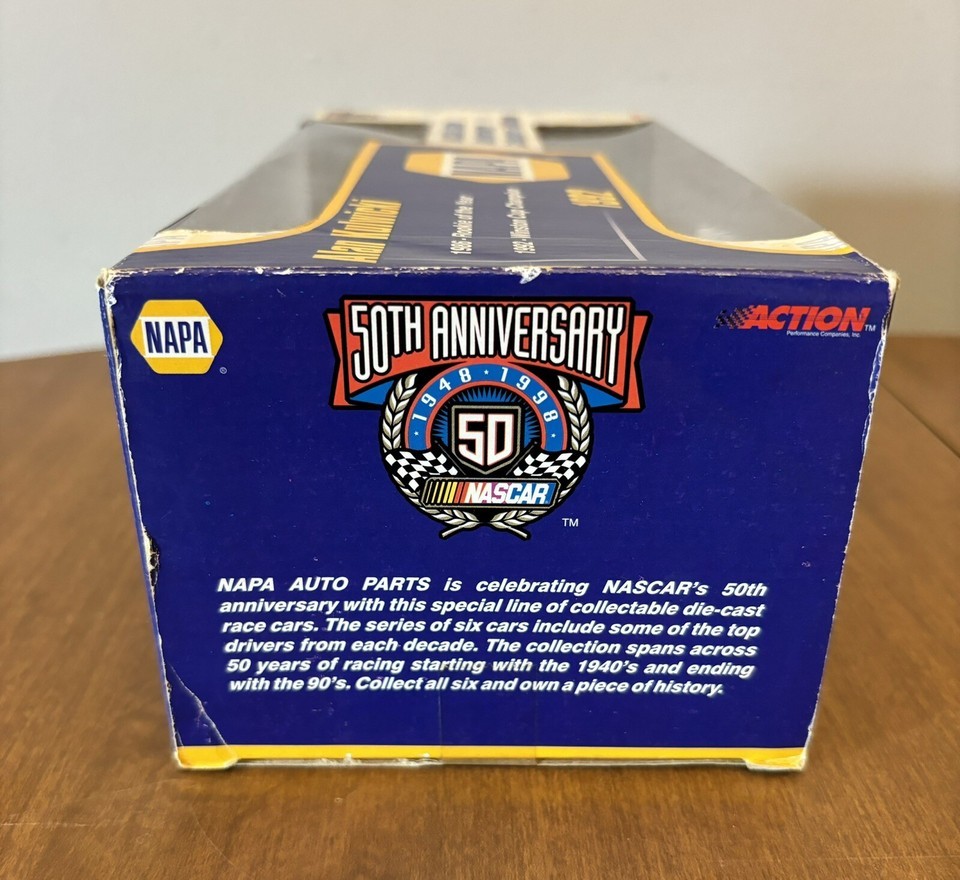 NAPA
Alan Kulwicki
1986 - Rookie of the Year
1992 - Winston Cup Champion
1992
NAPA
®
50TH ANNIVERSARY
1948 ★ 1998
50
NASCAR
TM
ACTION TM
Performance Companies, Inc.
NAPA AUTO PARTS is celebrating NASCAR's 50th
anniversary with this special line of collectable die-cast
race cars. The series of six cars include some of the top
drivers from each decade. The collection spans across
50 years of racing starting with the 1940's and ending
with the 90's. Collect all six and own a piece of history.